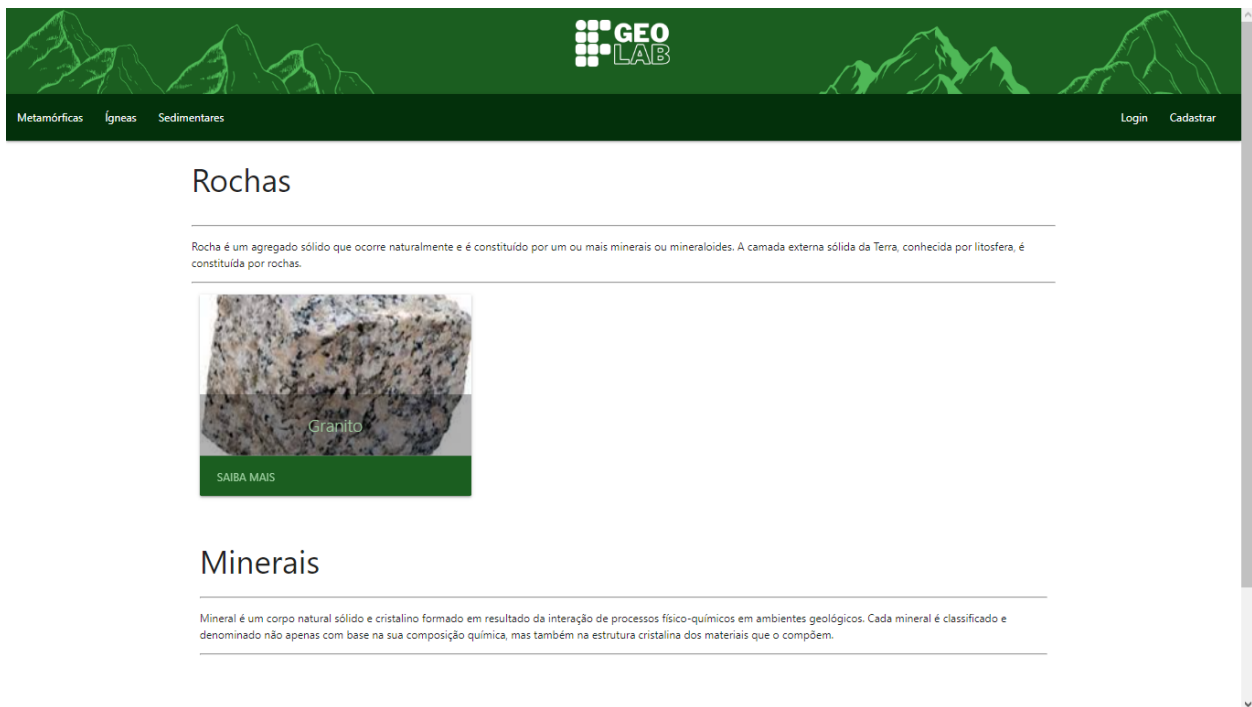 GEO
LAB
Metamórficas Ígneas Sedimentares Login Cadastrar
Rochas
Rocha é um agregado sólido que ocorre naturalmente e é constituído por um ou mais minerais ou mineraloides. A camada externa sólida da Terra, conhecida por litosfera, é
constituída por rochas.
Granito
SAIBA MAIS
Minerais
Mineral é um corpo natural sólido e cristalino formado em resultado da interação de processos físico-químicos em ambientes geológicos. Cada mineral é classificado e
denominado não apenas com base na sua composição química, mas também na estrutura cristalina dos materiais que o compõem.